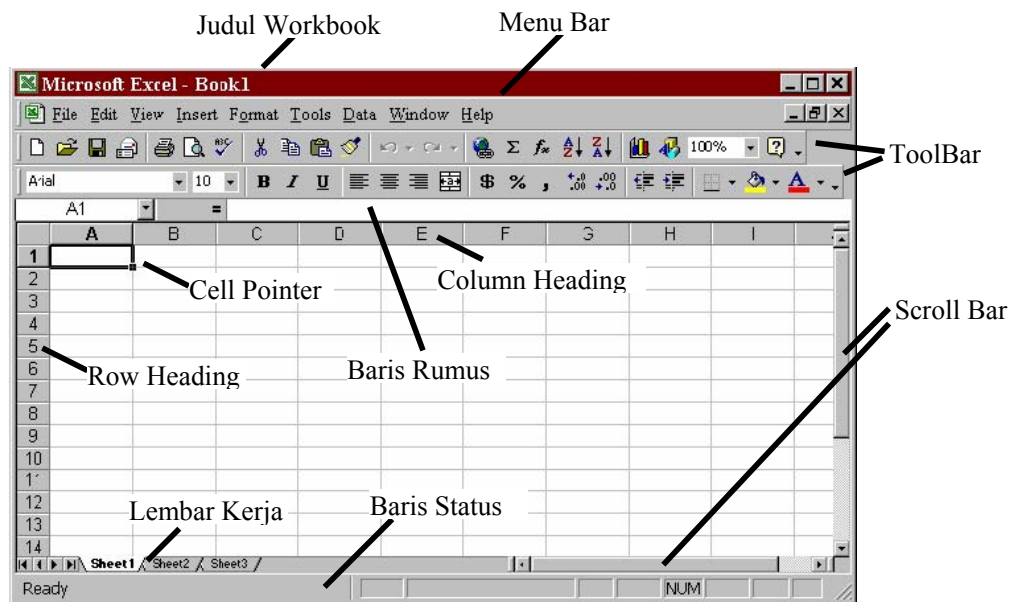 Judul Workbook Menu Bar
Microsoft Excel - Book1
File Edit View Insert Format Tools Data Window Help
100%
ToolBar
Arial 10 B I U $ % ,
A1 =
A B C D E F G H I
1
Cell Pointer Column Heading
2
3
Scroll Bar
4
5
Row Heading Baris Rumus
6
7
8
9
10
11
12
Lembar Kerja Baris Status
13
14
Sheet1 Sheet2 Sheet3
Ready NUM